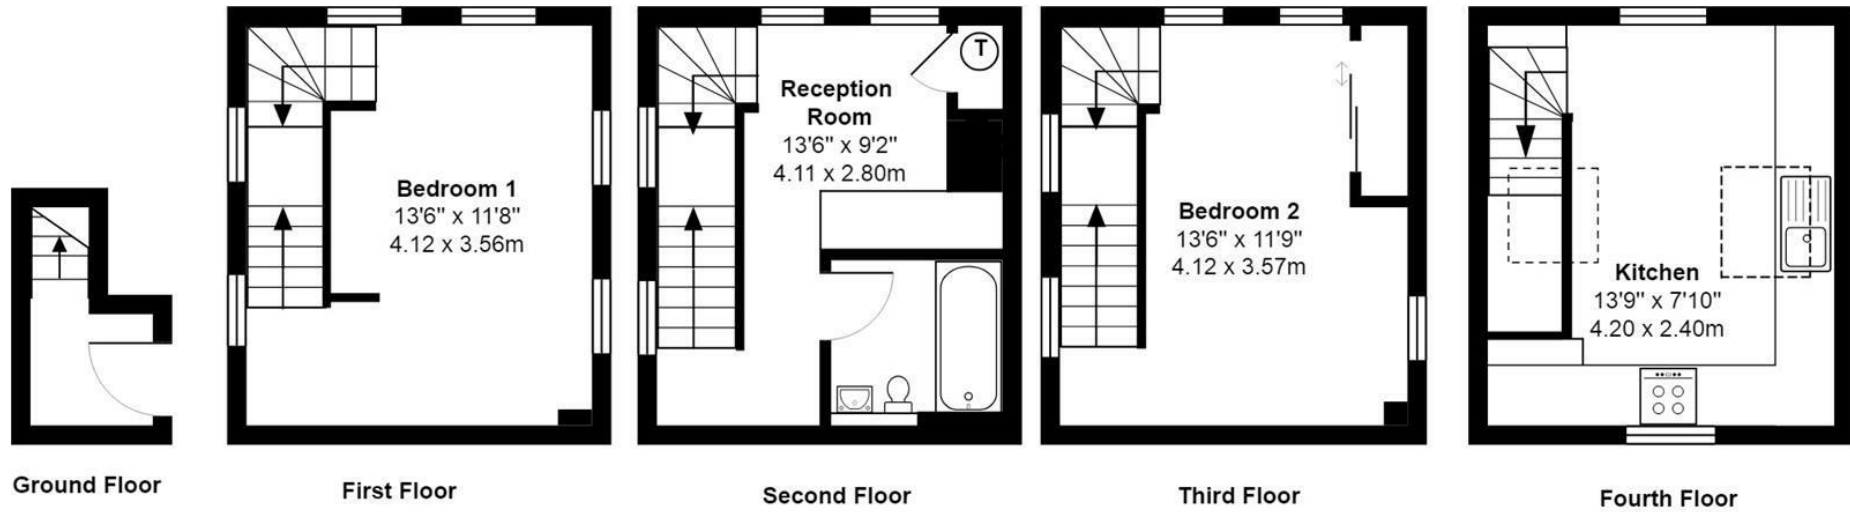 Bedroom 1
13'6" x 11'8"
4.12 x 3.56m
Reception
Room
13'6" x 9'2"
4.11 x 2.80m
T
Bedroom 2
13'6" x 11'9"
4.12 x 3.57m
Kitchen
13'9" x 7'10"
4.20 x 2.40m
Ground Floor
First Floor
Second Floor
Third Floor
Fourth Floor